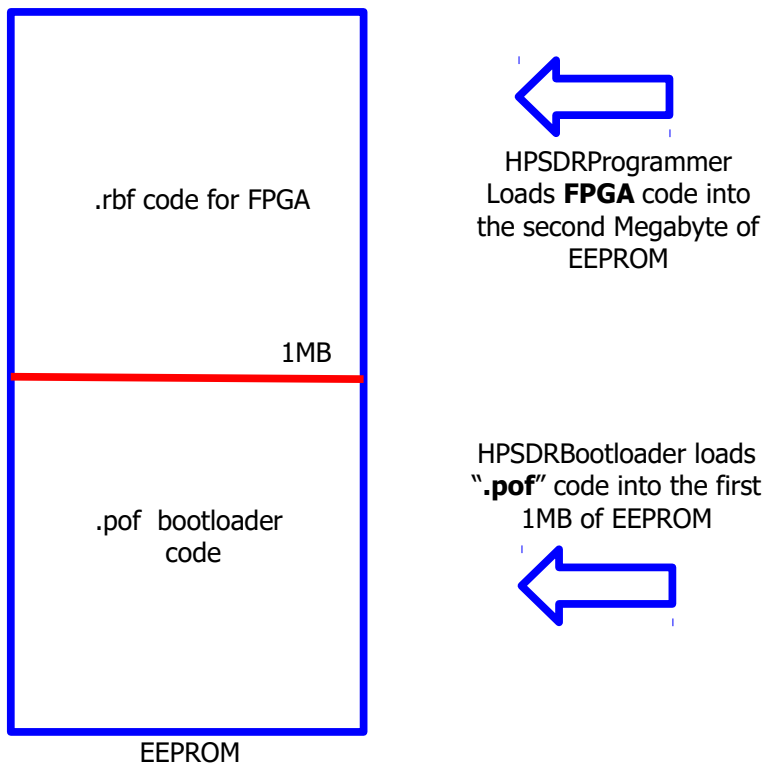 .rbf code for FPGA
1MB
.pof  bootloader
code
EEPROM
HPSDRProgrammer
Loads FPGA code into
the second Megabyte of
EEPROM
HPSDRBootloader loads
“.pof” code into the first
1MB of EEPROM